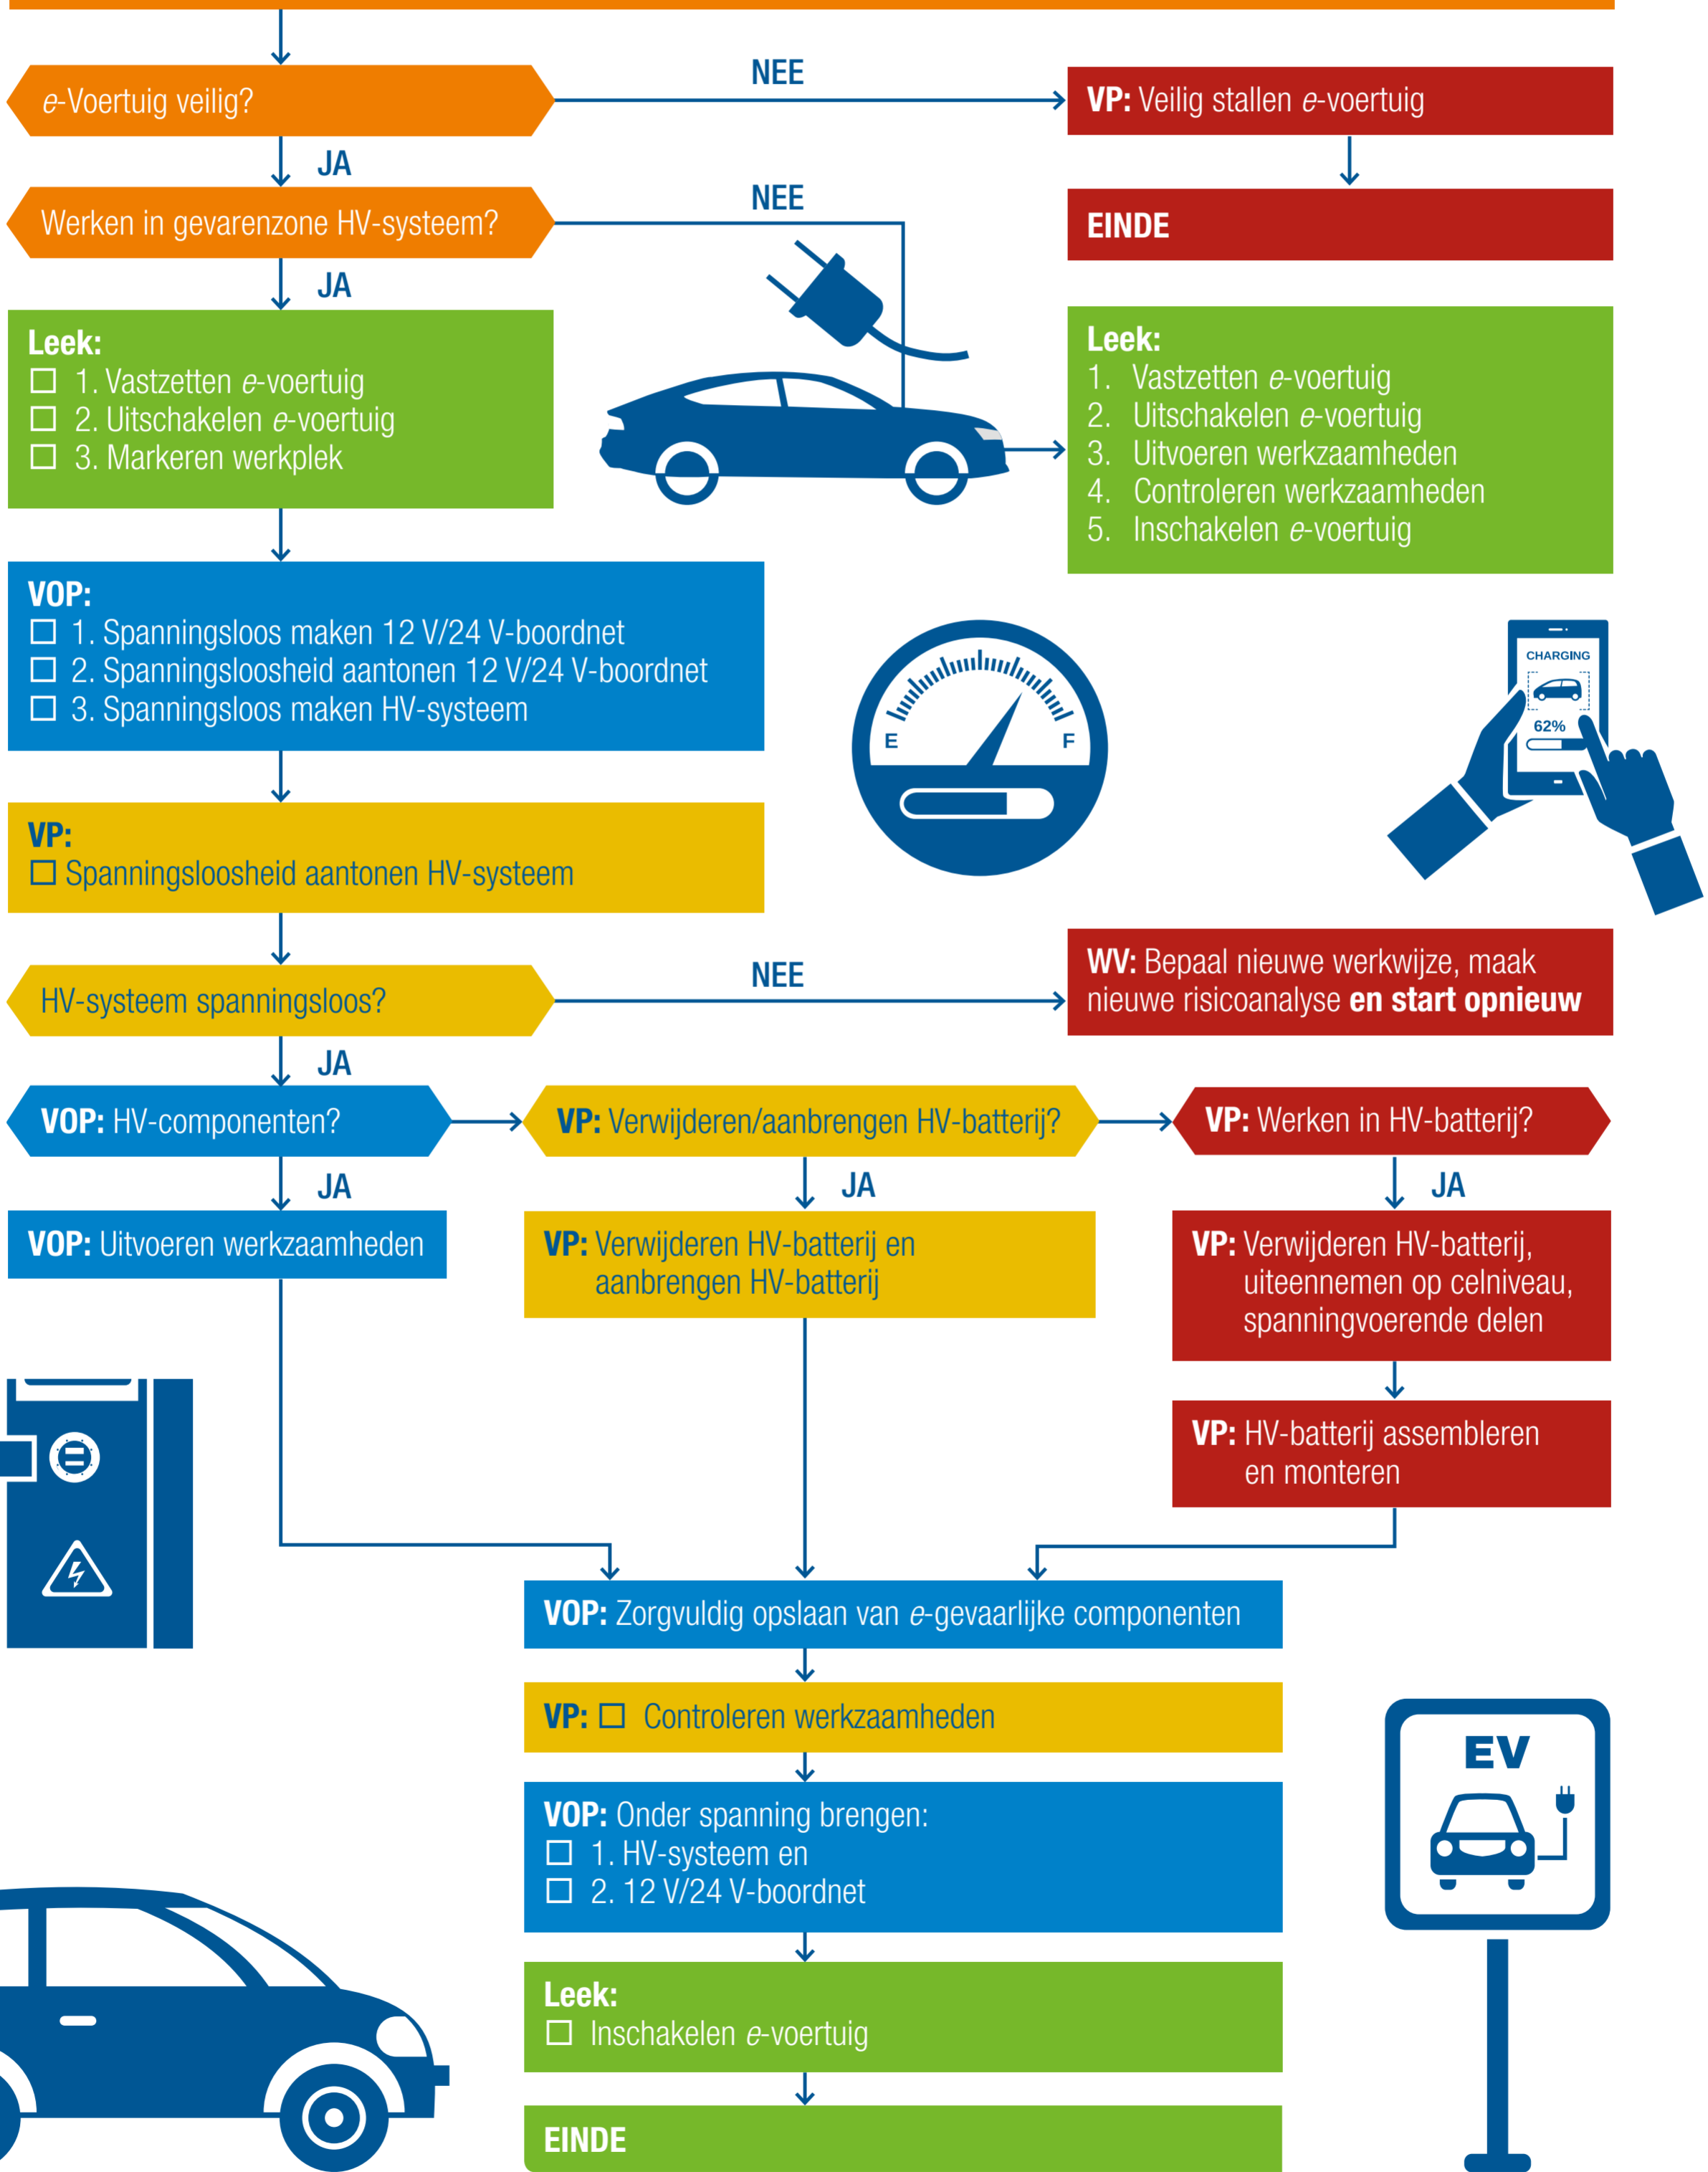 e-Voertuig veilig?
NEE
VP: Veilig stallen e-voertuig
JA
Werken in gevarenzone HV-systeem?
NEE
EINDE
JA
Leek:
☐ 1. Vastzetten e-voertuig
☐ 2. Uitschakelen e-voertuig
☐ 3. Markeren werkplek
Leek:
1. Vastzetten e-voertuig
2. Uitschakelen e-voertuig
3. Uitvoeren werkzaamheden
4. Controleren werkzaamheden
5. Inschakelen e-voertuig
VOP:
☐ 1. Spanningsloos maken 12 V/24 V-boordnet
☐ 2. Spanningsloosheid aantonen 12 V/24 V-boordnet
☐ 3. Spanningsloos maken HV-systeem
E
F
CHARGING
62%
VP:
☐ Spanningsloosheid aantonen HV-systeem
HV-systeem spanningsloos?
NEE
WV: Bepaal nieuwe werkwijze, maak
nieuwe risicoanalyse en start opnieuw
JA
VOP: HV-componenten?
VP: Verwijderen/aanbrengen HV-batterij?
VP: Werken in HV-batterij?
JA
JA
JA
VOP: Uitvoeren werkzaamheden
VP: Verwijderen HV-batterij en
aanbrengen HV-batterij
VP: Verwijderen HV-batterij,
uiteennemen op celniveau,
spanningvoerende delen
VP: HV-batterij assembleren
en monteren
VOP: Zorgvuldig opslaan van e-gevaarlijke componenten
VP: ☐ Controleren werkzaamheden
VOP: Onder spanning brengen:
☐ 1. HV-systeem en
☐ 2. 12 V/24 V-boordnet
EV
Leek:
☐ Inschakelen e-voertuig
EINDE